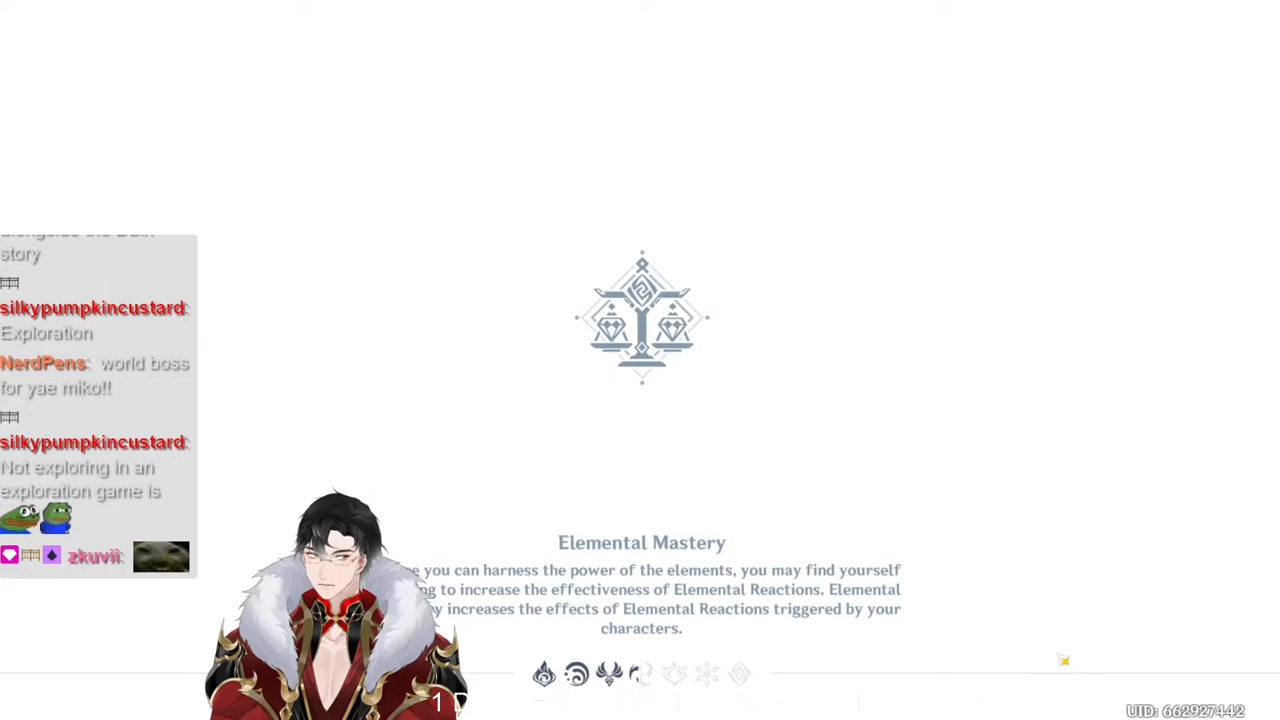 story
silkypumpkincustard:
Exploration
NerdPens: world boss
for yae miko!!
silkypumpkincustard:
Not exploring in an
exploration game is
zkuvii:
Elemental Mastery
you can harness the power of the elements, you may find yourself
to increase the effectiveness of Elemental Reactions. Elemental
increases the effects of Elemental Reactions triggered by your
characters.
1
UID: 662927442